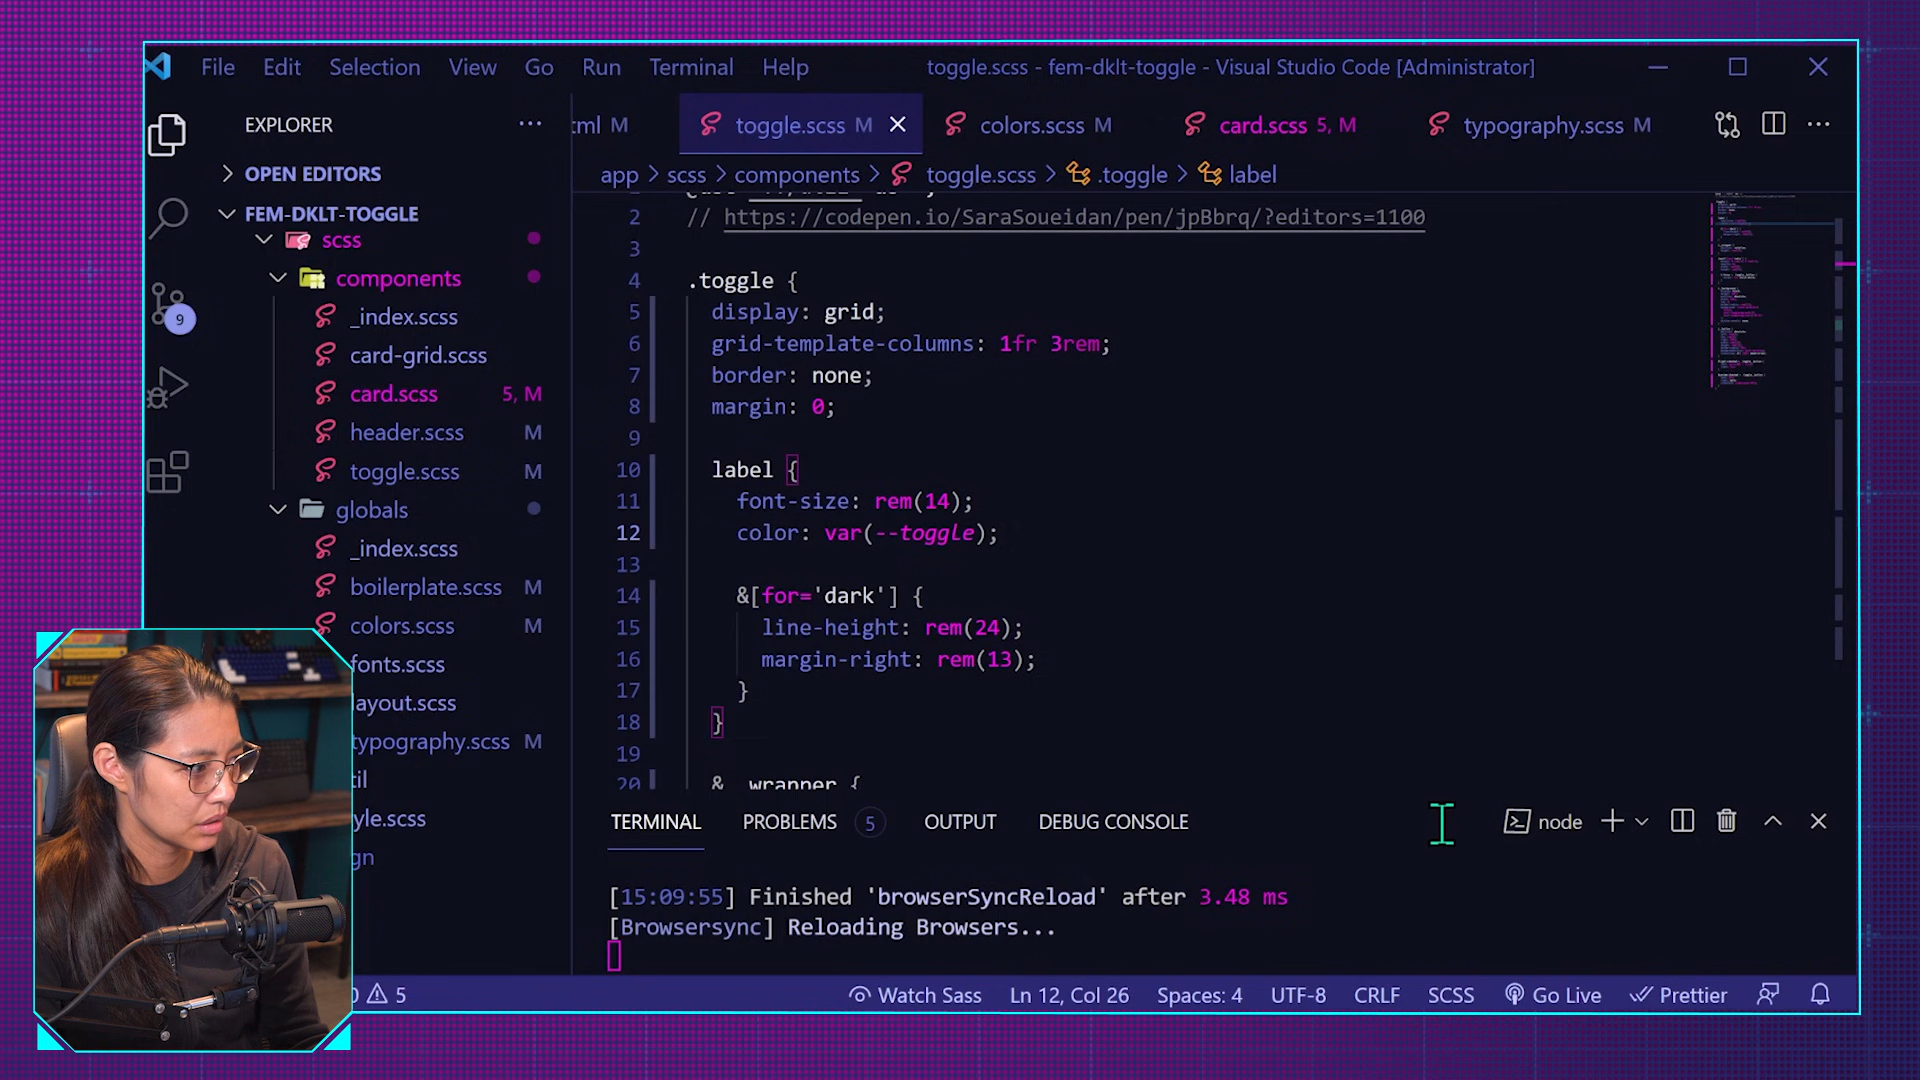 File Edit Selection View Go Run Terminal Help toggle.scss - fem-dklt-toggle - Visual Studio Code [Administrator]
EXPLORER
tml M toggle.scss M colors.scss M card.scss 5, M typography.scss M
OPEN EDITORS
app > scss > components > toggle.scss > .toggle > label
FEM-DKLT-TOGGLE
scss
components
_index.scss
card-grid.scss
card.scss 5, M
header.scss M
toggle.scss M
globals
_index.scss
boilerplate.scss M
colors.scss M
fonts.scss
layout.scss
typography.scss M
til
yle.scss
gn
9
2 // https://codepen.io/SaraSoueidan/pen/jpBbrq/?editors=1100
3
4 .toggle {
5 display: grid;
6 grid-template-columns: 1fr 3rem;
7 border: none;
8 margin: 0;
9
10 label {
11 font-size: rem(14);
12 color: var(--toggle);
13
14 &[for='dark'] {
15 line-height: rem(24);
16 margin-right: rem(13);
17 }
18 }
19
20 &__wrapper {
TERMINAL PROBLEMS 5 OUTPUT DEBUG CONSOLE node
[15:09:55] Finished 'browserSyncReload' after 3.48 ms
[Browsersync] Reloading Browsers...
5 Watch Sass Ln 12, Col 26 Spaces: 4 UTF-8 CRLF SCSS Go Live Prettier